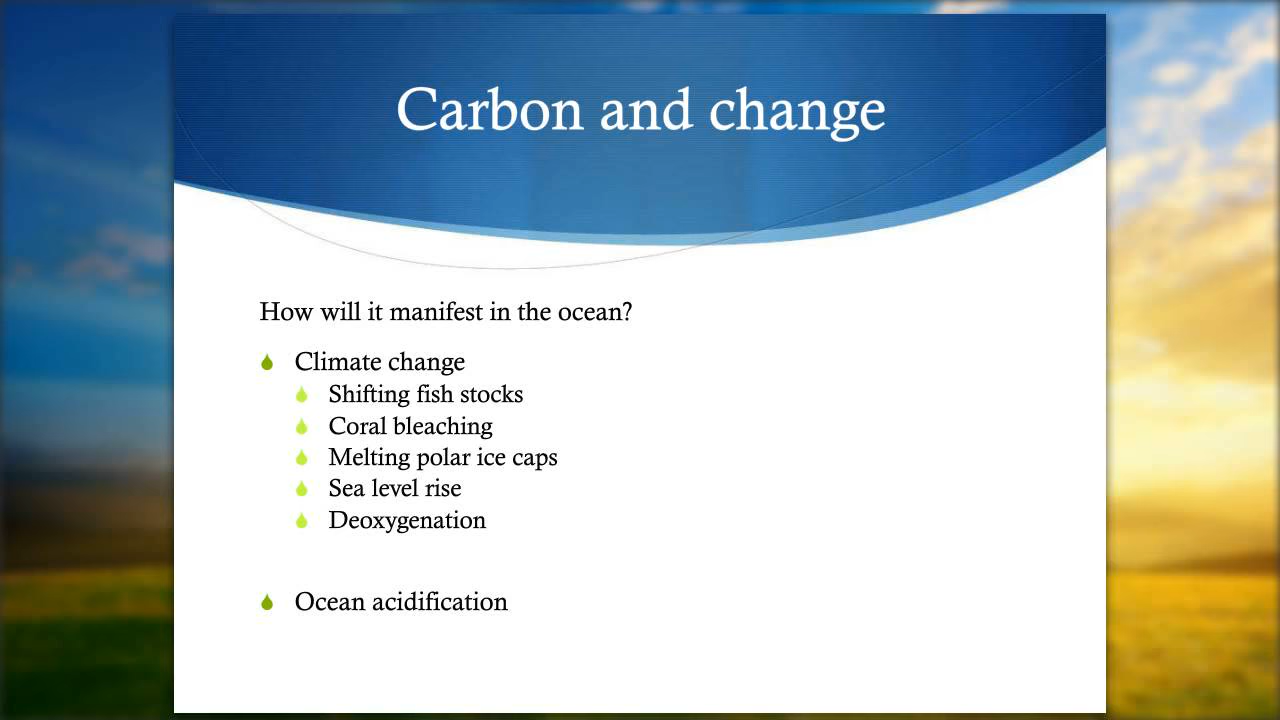 Carbon and change
How will it manifest in the ocean?
Climate change
Shifting fish stocks
Coral bleaching
Melting polar ice caps
Sea level rise
Deoxygenation
Ocean acidification